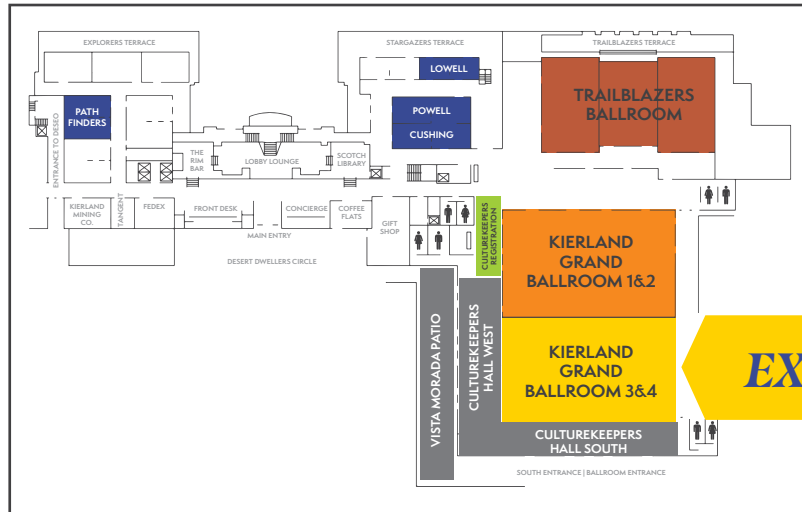 EXPLORERS TERRACE
STARGAZERS TERRACE
TRAILBLAZERS TERRACE
LOWELL
PATH
FINDERS
POWELL
CUSHING
TRAILBLAZERS
BALLROOM
ENTRANCE TO DESEO
THE
RIM
BAR
LOBBY LOUNGE
SCOTCH
LIBRARY
KIERLAND
MINING
CO.
TANGENT
FEDEX
FRONT DESK
CONCIERGE
COFFEE
FLATS
GIFT
SHOP
MAIN ENTRY
DESERT DWELLERS CIRCLE
CULTUREKEEPERS
REGISTRATION
KIERLAND
GRAND
BALLROOM 1&2
VISTA MORADA PATIO
CULTUREKEEPERS
HALL WEST
KIERLAND
GRAND
BALLROOM 3&4
EX
CULTUREKEEPERS
HALL SOUTH
SOUTH ENTRANCE | BALLROOM ENTRANCE